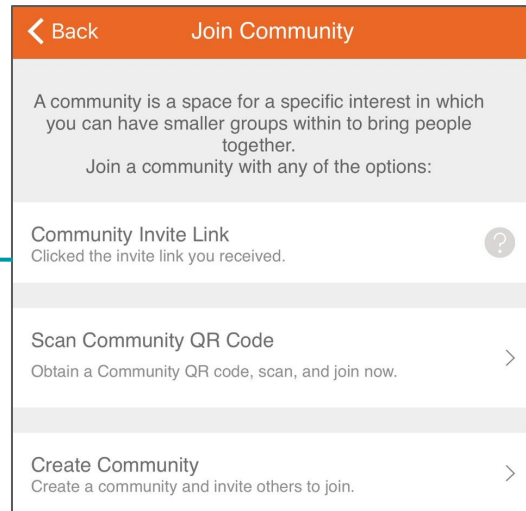 Back
Join Community
A community is a space for a specific interest in which
you can have smaller groups within to bring people
together.
Join a community with any of the options:
Community Invite Link
Clicked the invite link you received.
?
Scan Community QR Code
Obtain a Community QR code, scan, and join now.
Create Community
Create a community and invite others to join.